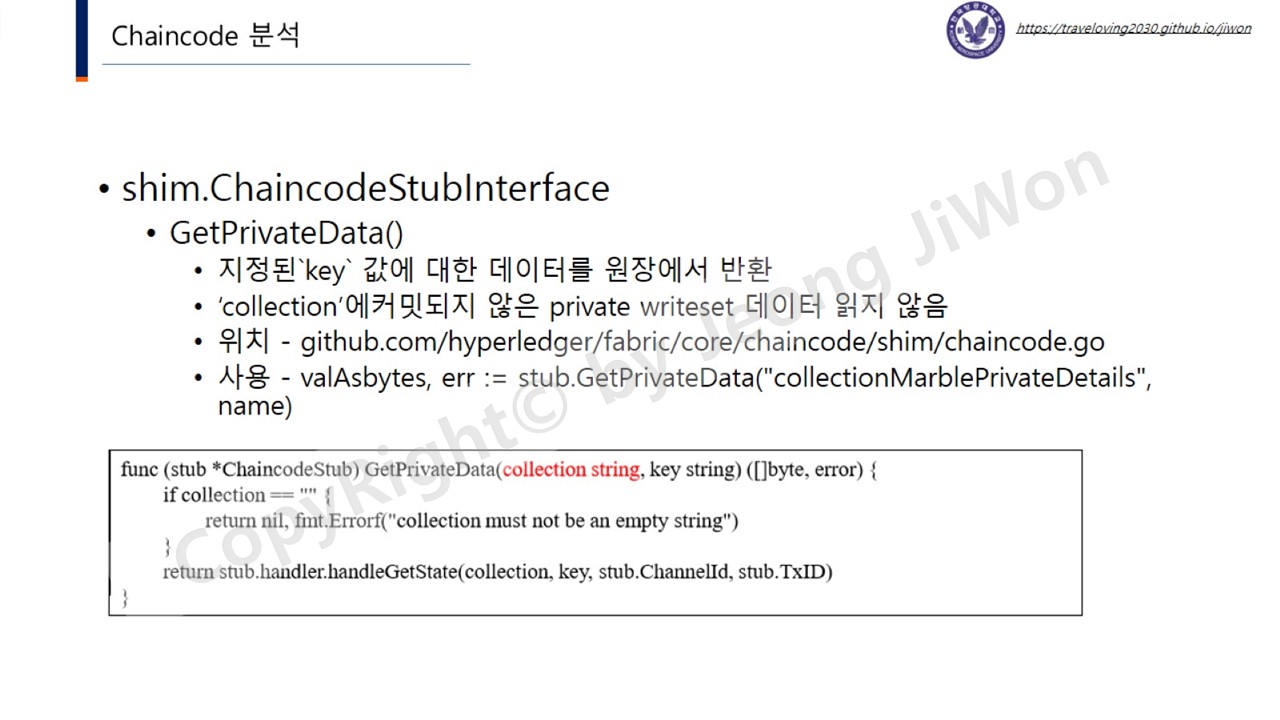 Chaincode 분석
https://traveloving2030.github.io/jiwon
• shim.ChaincodeStubInterface
• GetPrivateData()
• 지정된`key` 값에 대한 데이터를 원장에서 반환
• ‘collection’에커밋되지 않은 private writeset 데이터 읽지 않음
• 위치 - github.com/hyperledger/fabric/core/chaincode/shim/chaincode.go
• 사용 - valAsbytes, err := stub.GetPrivateData("collectionMarblePrivateDetails",
name)
func (stub *ChaincodeStub) GetPrivateData(collection string, key string) ([]byte, error) {
if collection == "" {
return nil, fmt.Errorf("collection must not be an empty string")
}
return stub.handler.handleGetState(collection, key, stub.ChannelId, stub.TxID)
}
CopyRight© by Jeong JiWon